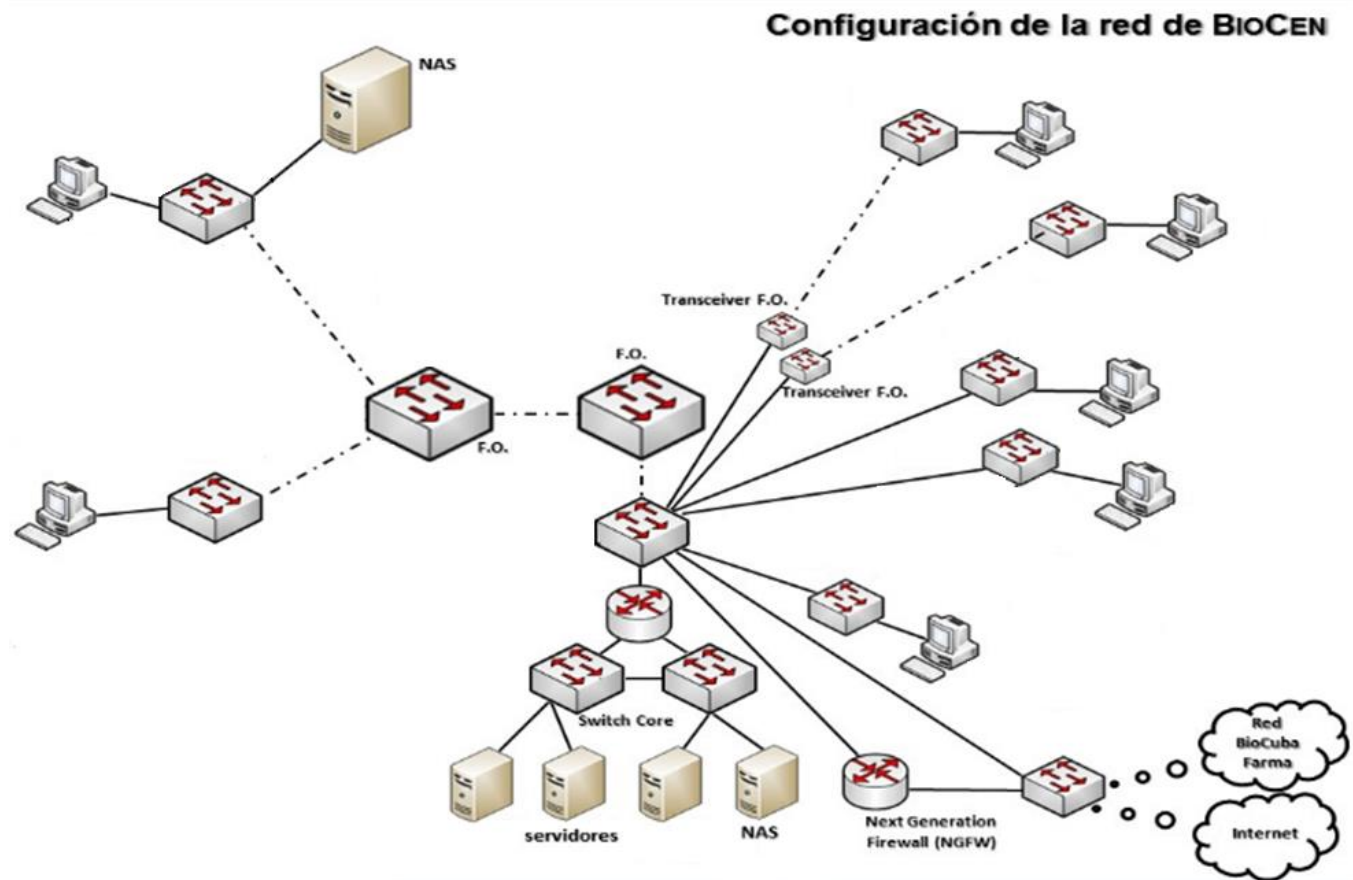 Configuración de la red de BIOCEN
NAS
Transceiver F.O.
F.O.
Transceiver F.O.
F.O.
Switch Core
servidores
NAS
Next Generation
Firewall (NGFW)
Red
BioCuba
Farma
Internet